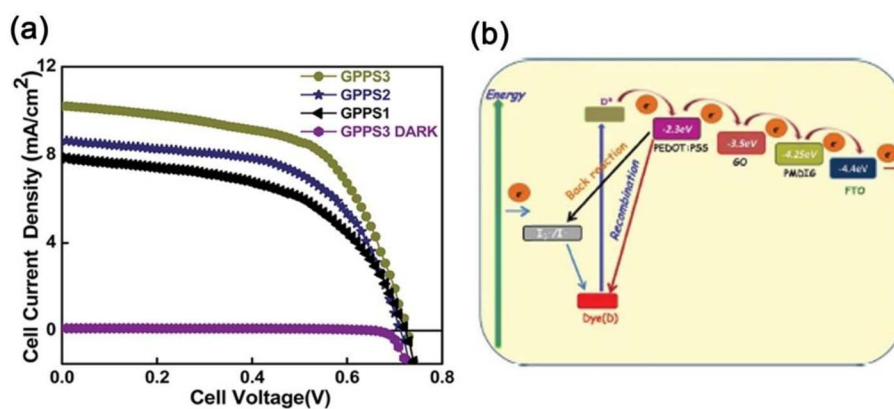 (a)
12
8
4
0
Cell Current Density (mA/cm²)
0.0 0.2 0.4 0.6 0.8
Cell Voltage(V)
GPPS3
GPPS2
GPPS1
GPPS3 DARK
(b)
Energy
D*
e⁻
e⁻
e⁻
e⁻
e⁻
e⁻
-2.3eV
PEDOT:PSS
-3.5eV
GO
-4.25eV
PMDIG
-4.4eV
FTO
Back reaction
Recombination
Dye(D)